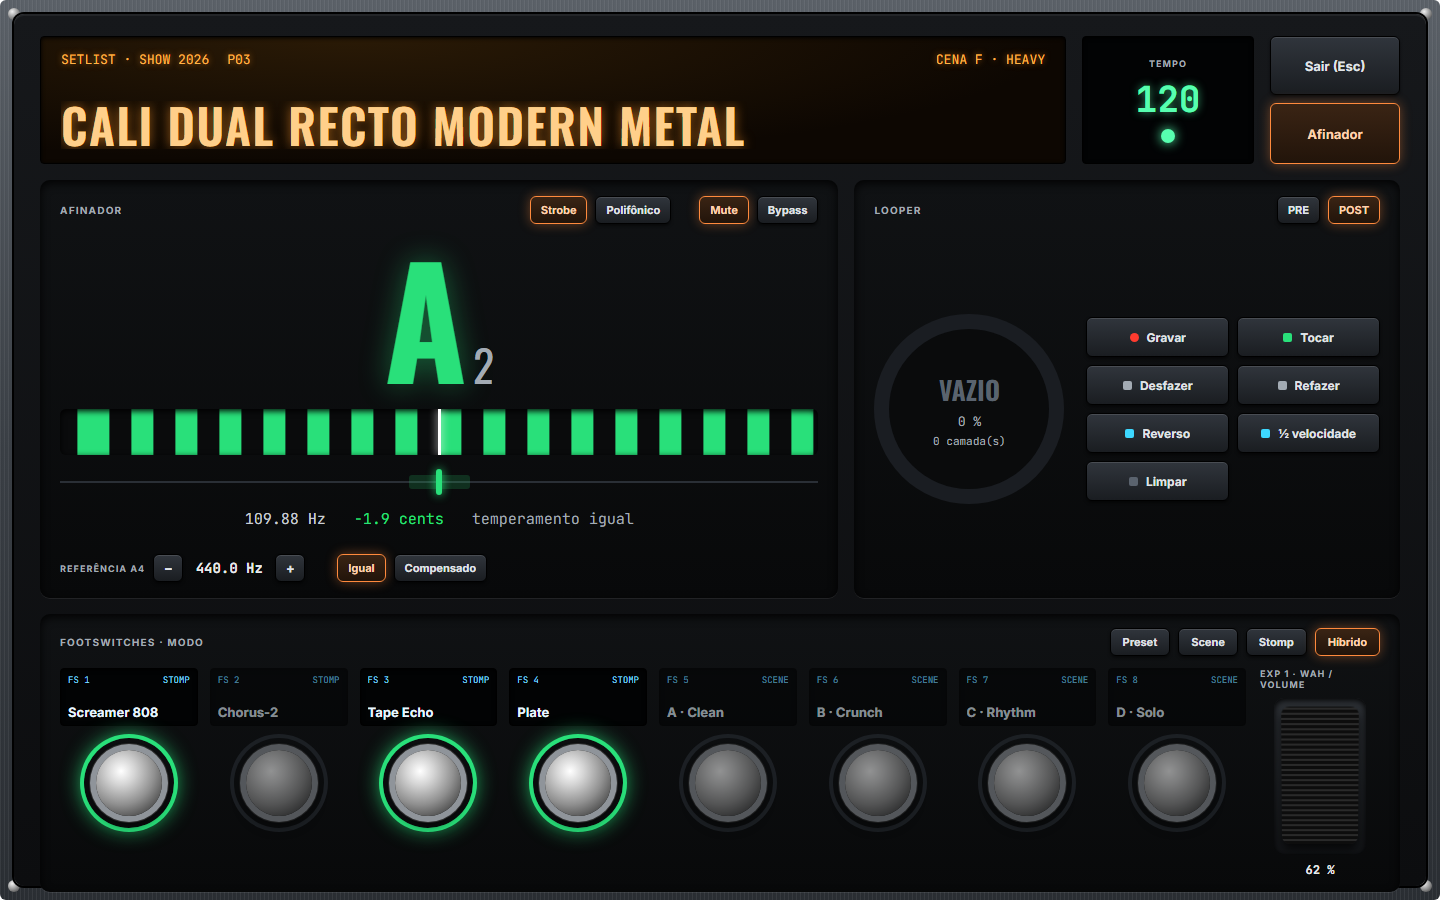 SETLIST · SHOW 2026 P03
CENA F · HEAVY
CALI DUAL RECTO MODERN METAL
TEMPO
120
Sair (Esc)
Afinador
AFINADOR
Strobe Polifônico Mute Bypass
A2
109.88 Hz -1.9 cents temperamento igual
REFERÊNCIA A4 − 440.0 Hz + Igual Compensado
LOOPER
PRE POST
VAZIO
0 %
0 camada(s)
Gravar Tocar
Desfazer Refazer
Reverso ½ velocidade
Limpar
FOOTSWITCHES · MODO
Preset Scene Stomp Híbrido
FS 1 STOMP
Screamer 808
FS 2 STOMP
Chorus-2
FS 3 STOMP
Tape Echo
FS 4 STOMP
Plate
FS 5 SCENE
A · Clean
FS 6 SCENE
B · Crunch
FS 7 SCENE
C · Rhythm
FS 8 SCENE
D · Solo
EXP 1 · WAH /
VOLUME
62 %